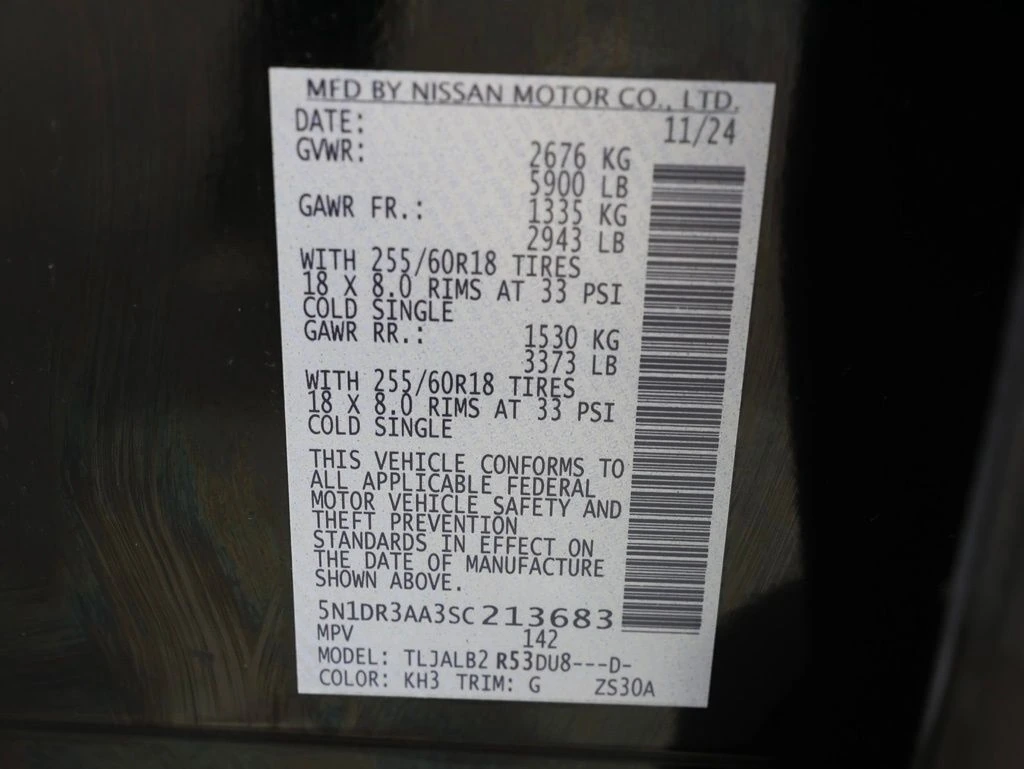 MFD BY NISSAN MOTOR CO., LTD.
DATE: 11/24
GVWR: 2676 KG
5900 LB
GAWR FR.: 1335 KG
2943 LB
WITH 255/60R18 TIRES
18 X 8.0 RIMS AT 33 PSI
COLD SINGLE
GAWR RR.: 1530 KG
3373 LB
WITH 255/60R18 TIRES
18 X 8.0 RIMS AT 33 PSI
COLD SINGLE
THIS VEHICLE CONFORMS TO
ALL APPLICABLE FEDERAL
MOTOR VEHICLE SAFETY AND
THEFT PREVENTION
STANDARDS IN EFFECT ON
THE DATE OF MANUFACTURE
SHOWN ABOVE.
5N1DR3AA3SC213683
MPV 142
MODEL: TLJALB2 R53DU8---D-
COLOR: KH3 TRIM: G ZS30A